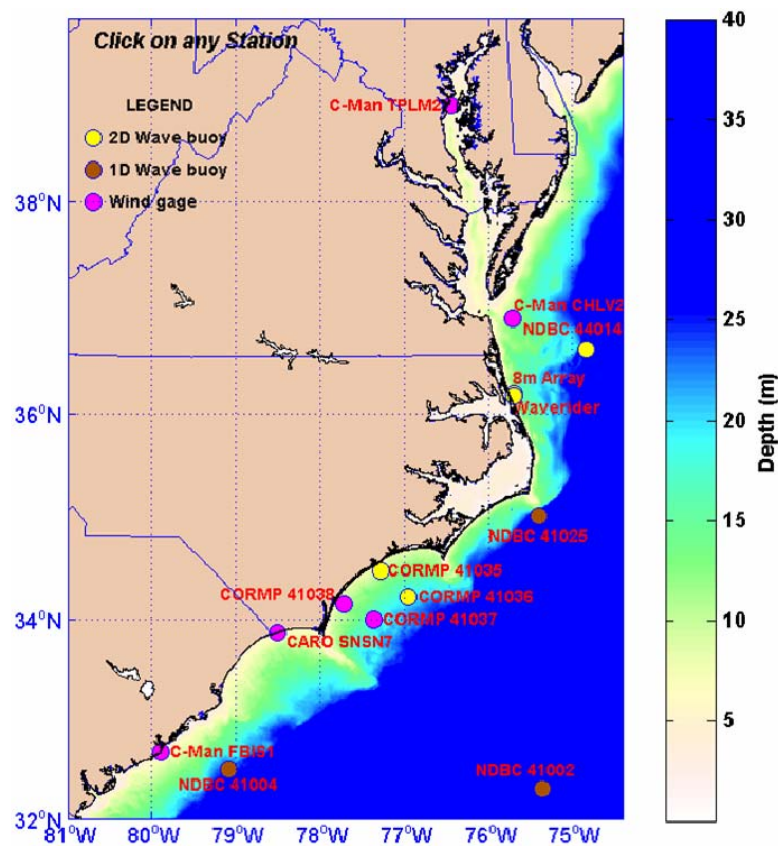 Click on any Station
LEGEND
2D Wave buoy
1D Wave buoy
Wind gage
C-Man TPLM2
C-Man CHLV2
NDBC 44014
8m Array
Waverider
NDBC 41025
CORMP 41035
CORMP 41038
CORMP 41036
CORMP 41037
CARO SNSN7
C-Man FBIS1
NDBC 41004
NDBC 41002
38°N
36°N
34°N
32°N
81°W 80°W 79°W 78°W 77°W 76°W 75°W
40
35
30
25
20
15
10
5
Depth (m)